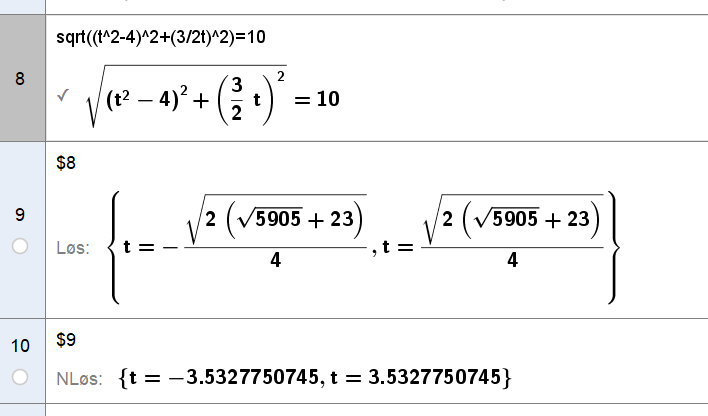 sqrt((t^2-4)^2+(3/2t)^2)=10
8
✓ √((t² − 4)² + (3/2 t)²) = 10
$8
9
Løs: {t = −√(2 (√5905 + 23))/4, t = √(2 (√5905 + 23))/4}
$9
10
NLøs: {t = −3.5327750745, t = 3.5327750745}